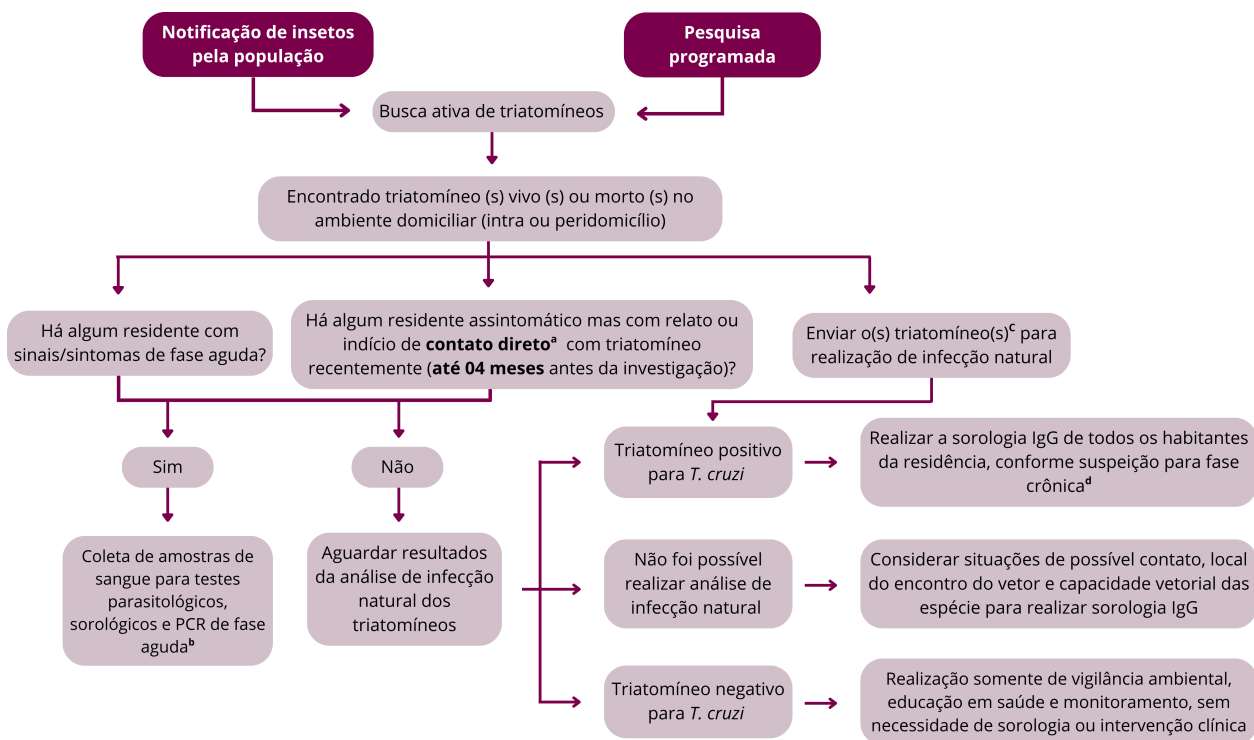 Notificação de insetos
pela população
Pesquisa
programada
Busca ativa de triatomíneos
Encontrado triatomíneo (s) vivo (s) ou morto (s) no
ambiente domiciliar (intra ou peridomicílio)
Há algum residente com
sinais/sintomas de fase aguda?
Há algum residente assintomático mas com relato ou
indício de contato diretoª com triatomíneo
recentemente (até 04 meses antes da investigação)?
Enviar o(s) triatomíneo(s)ᶜ para
realização de infecção natural
Sim
Não
Coleta de amostras de
sangue para testes
parasitológicos,
sorológicos e PCR de fase
agudaᵇ
Aguardar resultados
da análise de infecção
natural dos
triatomíneos
Triatomíneo positivo
para T. cruzi
Realizar a sorologia IgG de todos os habitantes
da residência, conforme suspeição para fase
crônicaᵈ
Não foi possível
realizar análise de
infecção natural
Considerar situações de possível contato, local
do encontro do vetor e capacidade vetorial das
espécie para realizar sorologia IgG
Triatomíneo negativo
para T. cruzi
Realização somente de vigilância ambiental,
educação em saúde e monitoramento, sem
necessidade de sorologia ou intervenção clínica